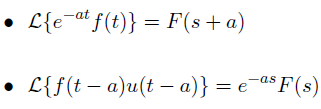 • ℒ{e^{-at} f(t)} = F(s + a)
• ℒ{f(t − a)u(t − a)} = e^{−as}F(s)